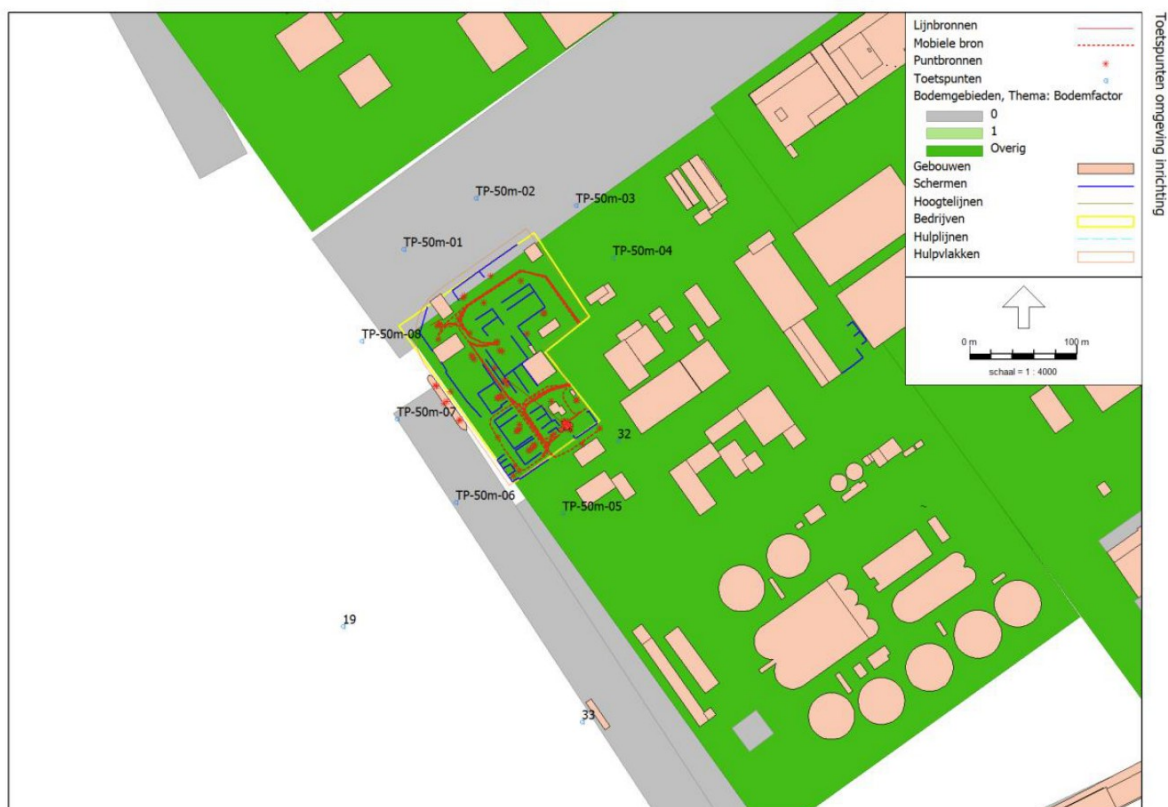 Toetspunten omgeving inrichting
Lijnbronnen
Mobiele bron
Puntbronnen
Toetspunten
Bodemgebieden, Thema: Bodemfactor
0
1
Overig
Gebouwen
Schermen
Hoogtelijnen
Bedrijven
Hulplijnen
Hulpvlakken
0 m
100 m
schaal = 1 : 4000
TP-50m-02
TP-50m-03
TP-50m-01
TP-50m-04
TP-50m-08
TP-50m-07
32
TP-50m-06
TP-50m-05
19
33